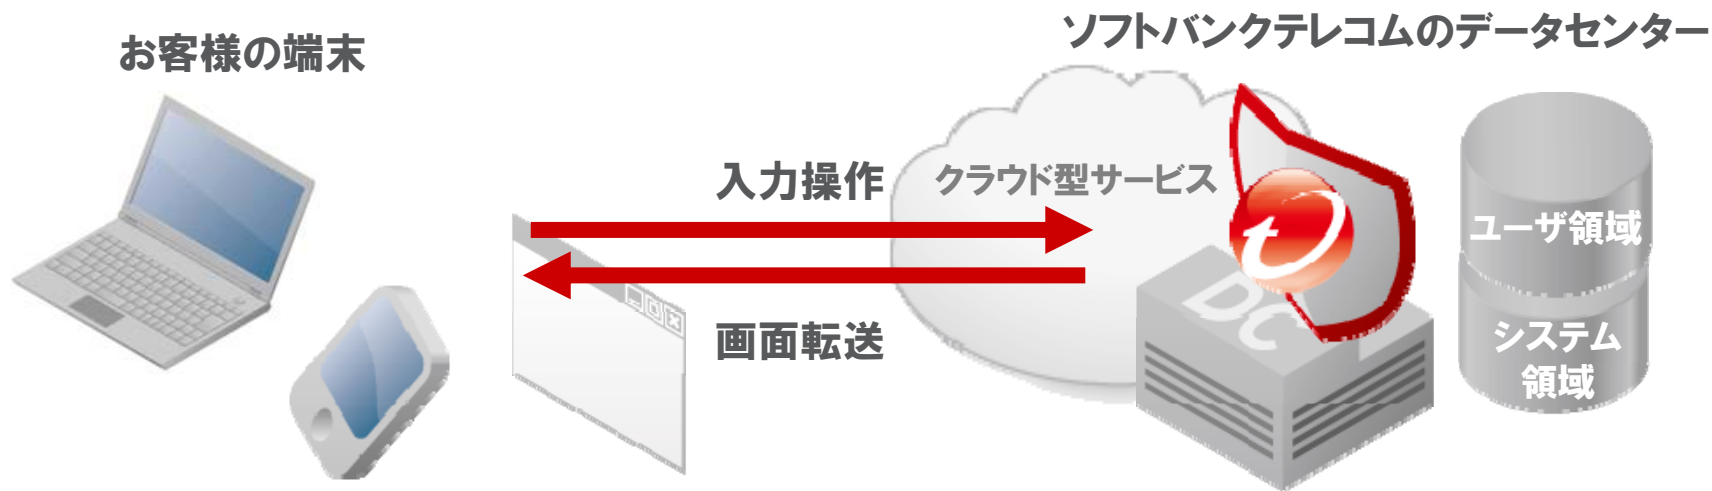 お客様の端末
ソフトバンクテレコムのデータセンター
入力操作
クラウド型サービス
画面転送
DC
ユーザ領域
システム
領域